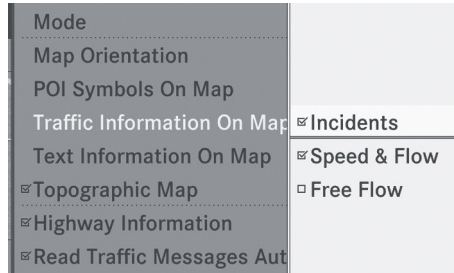 Mode
Map Orientation
POI Symbols On Map
Traffic Information On Map
Text Information On Map
Topographic Map
Highway Information
Read Traffic Messages Aut
Incidents
Speed & Flow
Free Flow